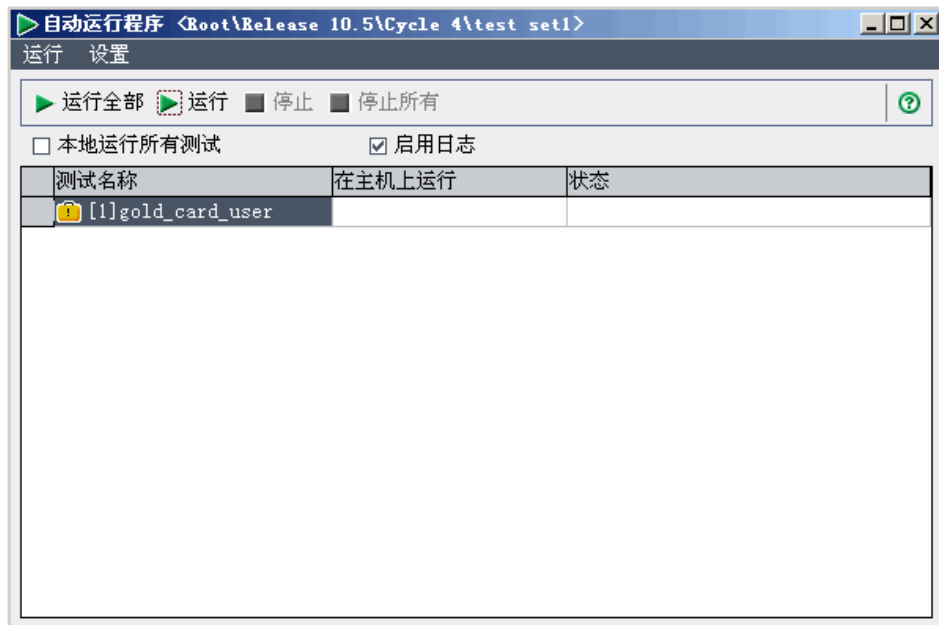 自动运行程序 <Root\Release 10.5\Cycle 4\test set1>
运行 设置
运行全部 运行 停止 停止所有
本地运行所有测试 启用日志
测试名称 在主机上运行 状态
[1]gold_card_user